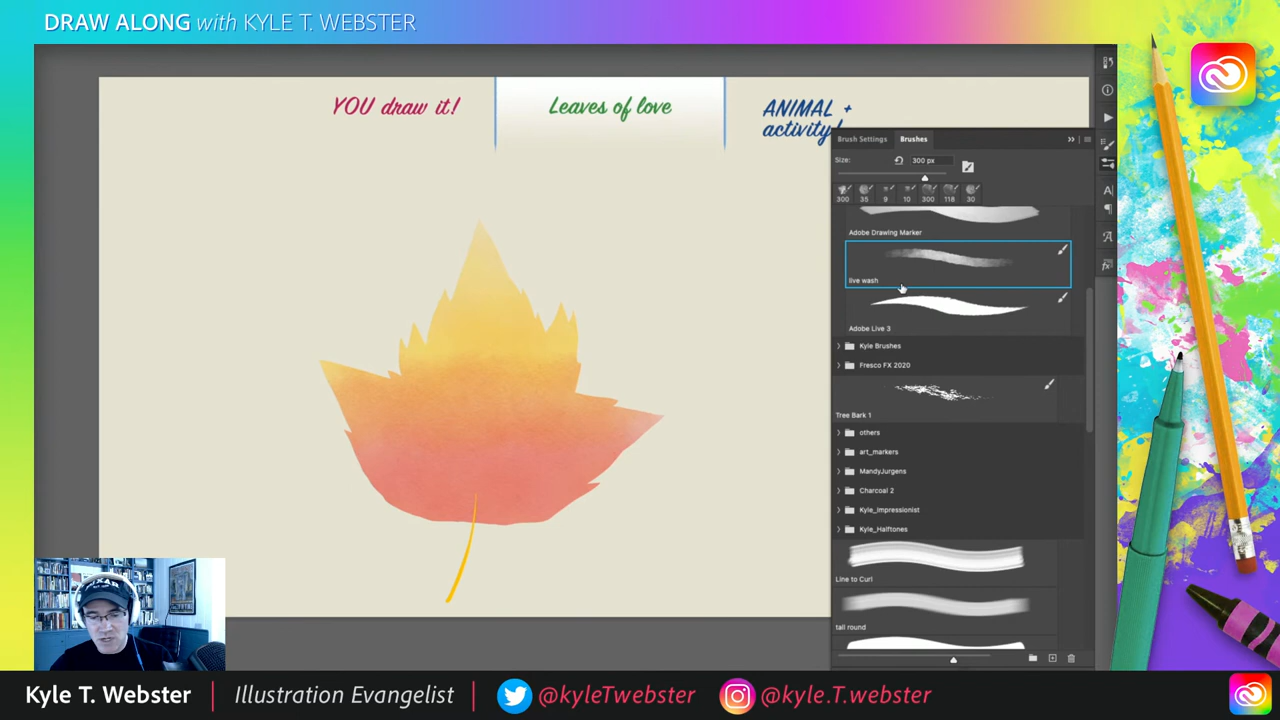 DRAW ALONG with KYLE T. WEBSTER
YOU draw it!
Leaves of love
ANIMAL +
activity!
Brush Settings
Brushes
Size:
300 px
300 35 9 10 300 118 30
Adobe Drawing Marker
live wash
Adobe Live 3
Kyle Brushes
Fresco FX 2020
Tree Bark 1
others
art_markers
MandyJurgens
Charcoal 2
Kyle_Impressionist
Kyle_Halftones
Line to Curl
tall round
Kyle T. Webster | Illustration Evangelist | @kyleTwebster @kyle.T.webster